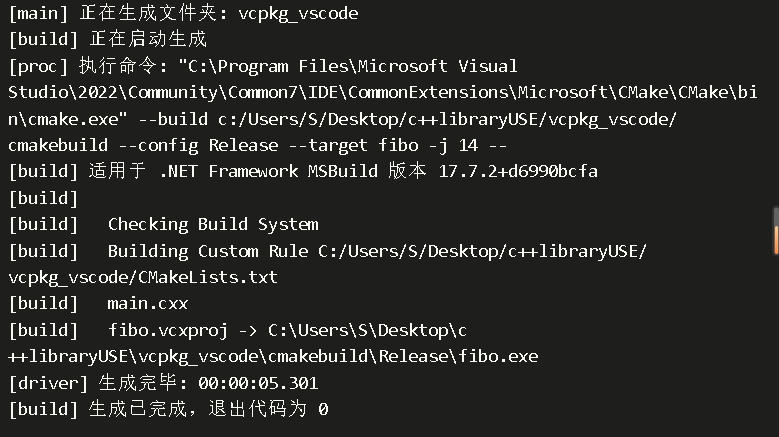 [main] 正在生成文件夹: vcpkg_vscode
[build] 正在启动生成
[proc] 执行命令: "C:\Program Files\Microsoft Visual
Studio\2022\Community\Common7\IDE\CommonExtensions\Microsoft\CMake\CMake\bi
n\cmake.exe" --build c:/Users/S/Desktop/c++libraryUSE/vcpkg_vscode/
cmakebuild --config Release --target fibo -j 14 --
[build] 适用于 .NET Framework MSBuild 版本 17.7.2+d6990bcfa
[build]
[build]   Checking Build System
[build]   Building Custom Rule C:/Users/S/Desktop/c++libraryUSE/
vcpkg_vscode/CMakeLists.txt
[build]   main.cxx
[build]   fibo.vcxproj -> C:\Users\S\Desktop\c
++libraryUSE\vcpkg_vscode\cmakebuild\Release\fibo.exe
[driver] 生成完毕: 00:00:05.301
[build] 生成已完成，退出代码为 0